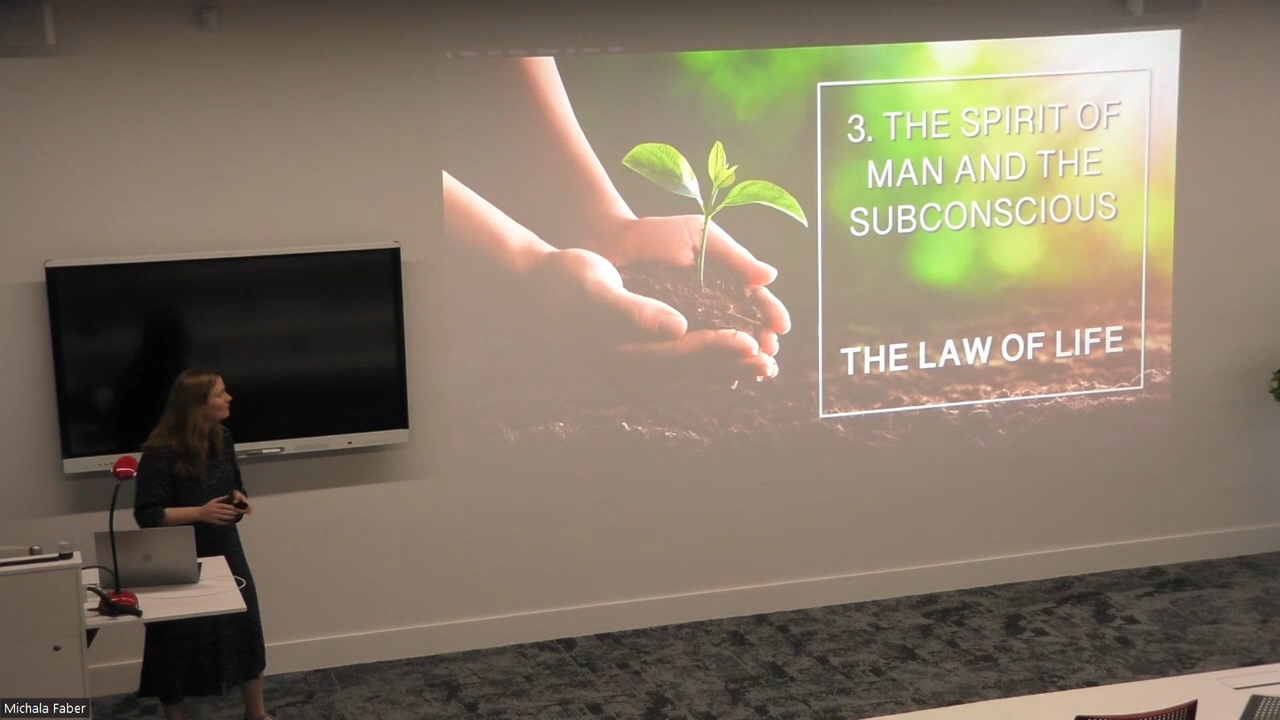 3. THE SPIRIT OF
MAN AND THE
SUBCONSCIOUS
THE LAW OF LIFE
Michala Faber